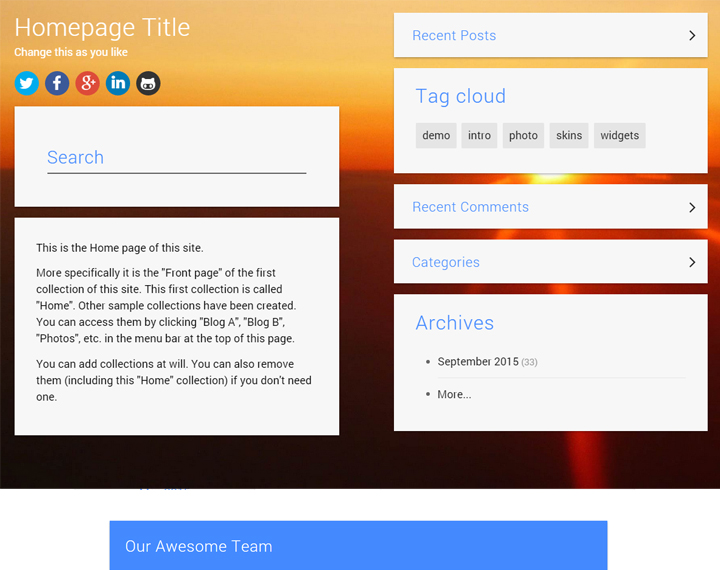 Homepage Title
Change this as you like
Search
This is the Home page of this site.
More specifically it is the "Front page" of the first
collection of this site. This first collection is called
"Home". Other sample collections have been created.
You can access them by clicking "Blog A", "Blog B",
"Photos", etc. in the menu bar at the top of this page.
You can add collections at will. You can also remove
them (including this "Home" collection) if you don't need
one.
Recent Posts
Tag cloud
demo intro photo skins widgets
Recent Comments
Categories
Archives
September 2015 (33)
More...
Our Awesome Team